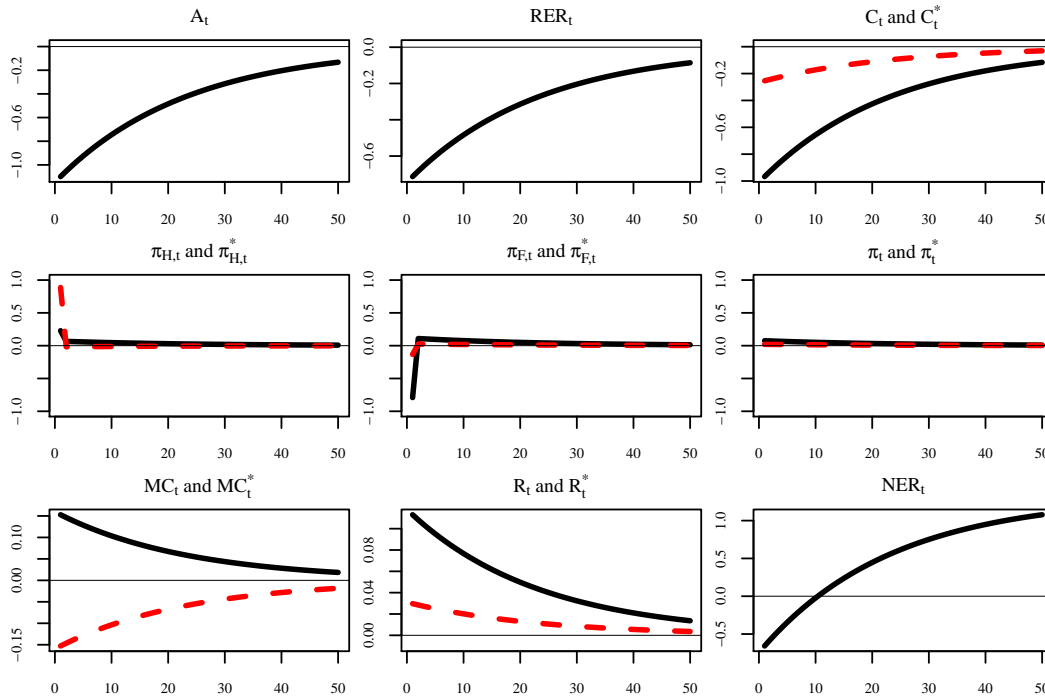 A_t RER_t C_t and C_t^*
-0.2 0.0 -0.2
-0.6 -0.2 -0.6
-1.0 -0.6 -1.0
0 10 20 30 40 50 0 10 20 30 40 50 0 10 20 30 40 50
π_{H,t} and π_{H,t}^* π_{F,t} and π_{F,t}^* π_t and π_t^*
1.0 1.0 1.0
0.5 0.5 0.5
0.0 0.0 0.0
-1.0 -1.0 -1.0
0 10 20 30 40 50 0 10 20 30 40 50 0 10 20 30 40 50
MC_t and MC_t^* R_t and R_t^* NER_t
0.10 0.08 1.0
0.00 0.04 0.5
-0.15 0.00 0.0
-0.5
0 10 20 30 40 50 0 10 20 30 40 50 0 10 20 30 40 50